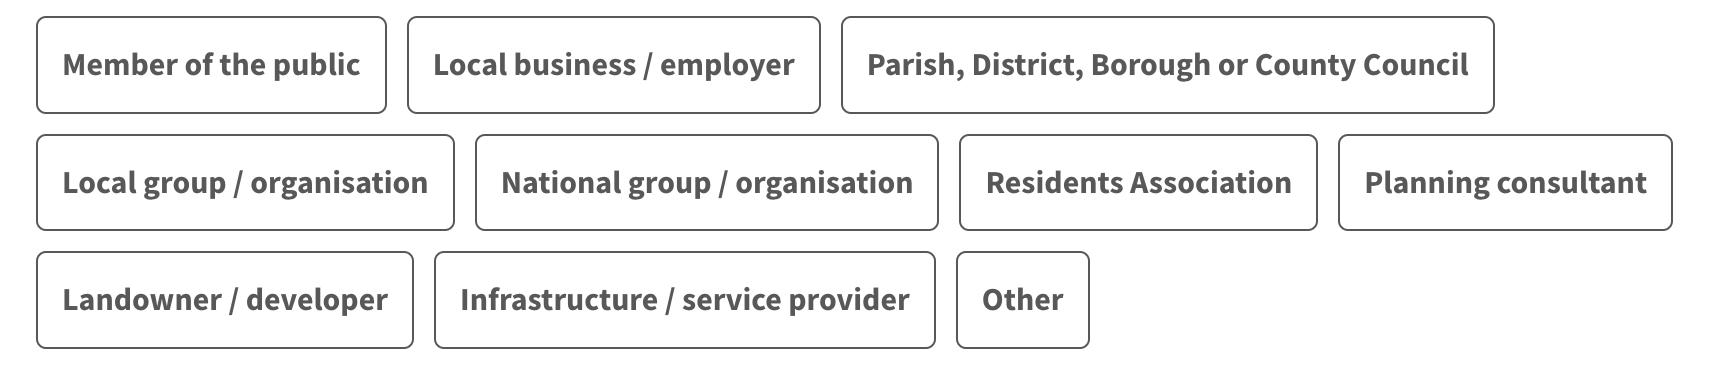 Member of the public Local business / employer Parish, District, Borough or County Council
Local group / organisation National group / organisation Residents Association Planning consultant
Landowner / developer Infrastructure / service provider Other